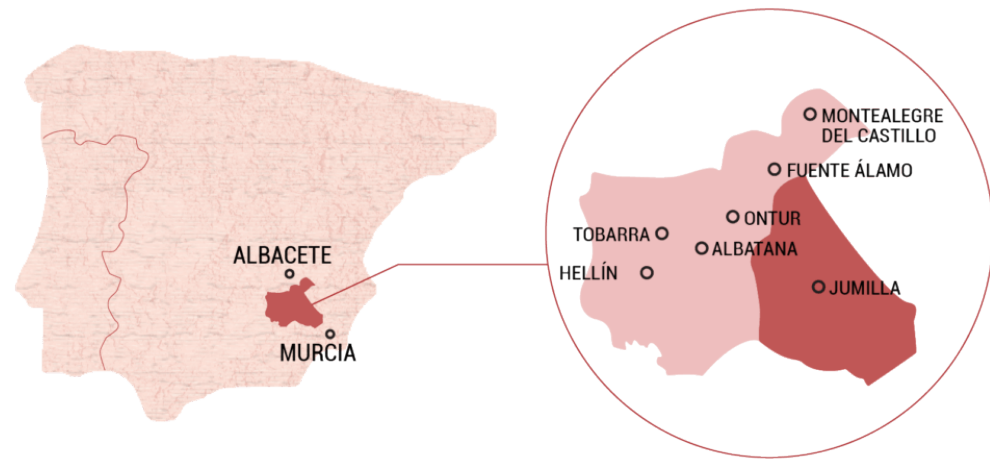 ALBACETE
MURCIA
MONTEALEGRE
DEL CASTILLO
FUENTE ÁLAMO
ONTUR
TOBARRA
ALBATANA
HELLÍN
JUMILLA